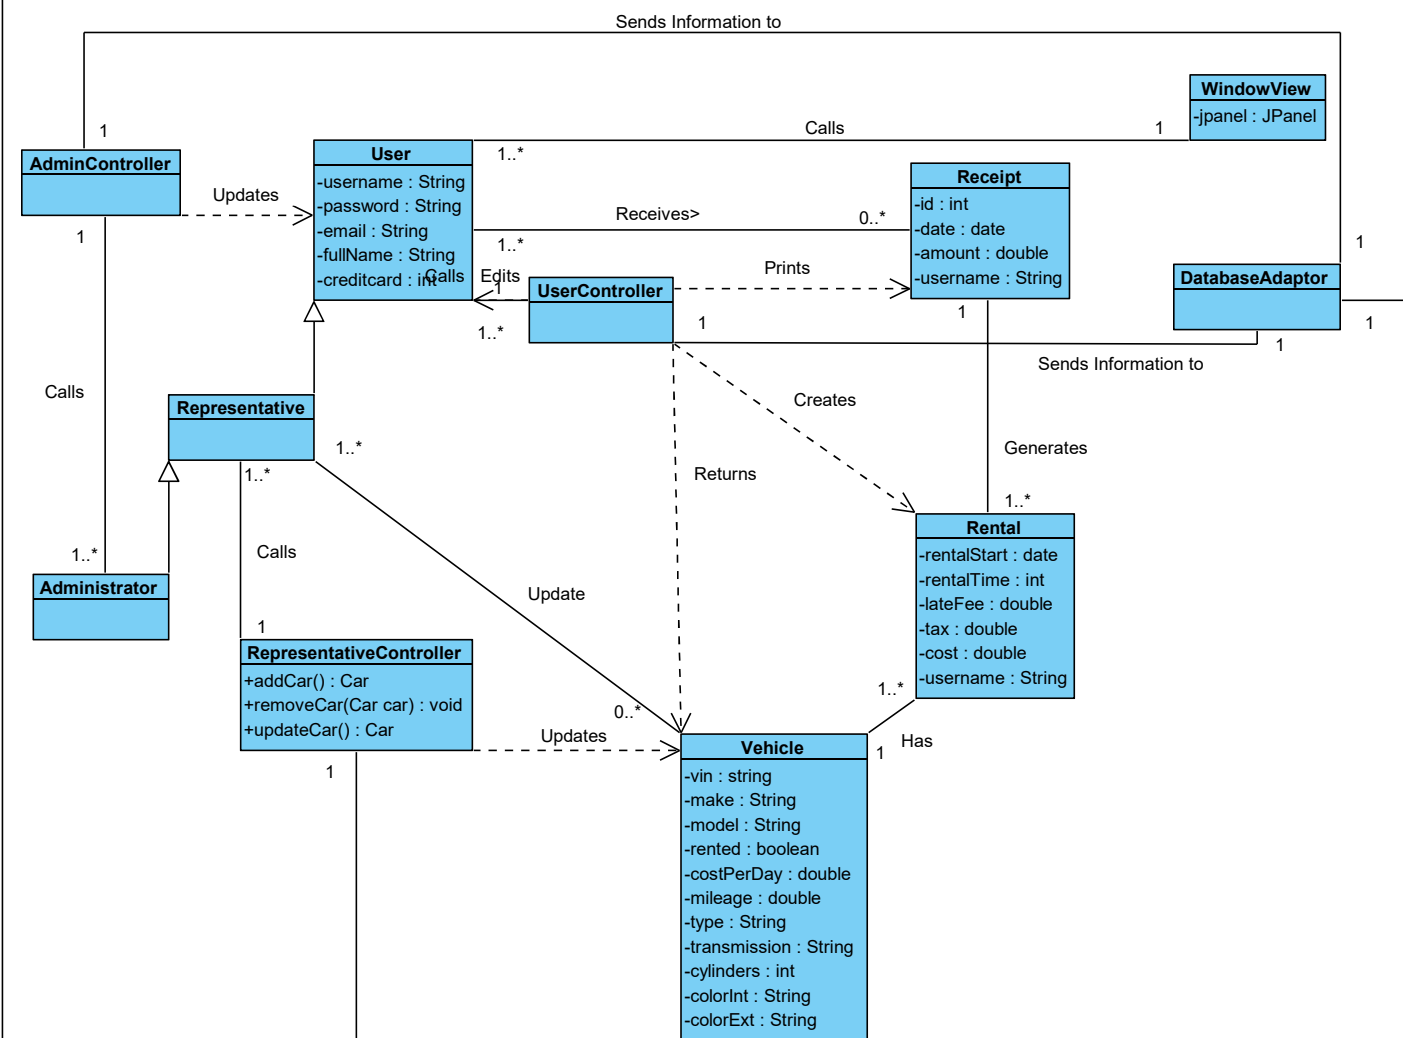 Sends Information to
WindowView
-jpanel : JPanel
1
Calls
1
1..*
AdminController
User
-username : String
-password : String
-email : String
-fullName : String
-creditcard : int
Updates
Receipt
-id : int
-date : date
-amount : double
-username : String
Receives>
0..*
1..*
1
1
Calls
Edits
1
1..*
UserController
Prints
DatabaseAdaptor
1
1
1
1
Sends Information to
Calls
Creates
Representative
1..*
1..*
Returns
Generates
1..*
Rental
-rentalStart : date
-rentalTime : int
-lateFee : double
-tax : double
-cost : double
-username : String
1..*
Calls
Administrator
Update
1
RepresentativeController
+addCar() : Car
+removeCar(Car car) : void
+updateCar() : Car
1..*
0..*
Updates
1
Has
1
Vehicle
-vin : string
-make : String
-model : String
-rented : boolean
-costPerDay : double
-mileage : double
-type : String
-transmission : String
-cylinders : int
-colorInt : String
-colorExt : String